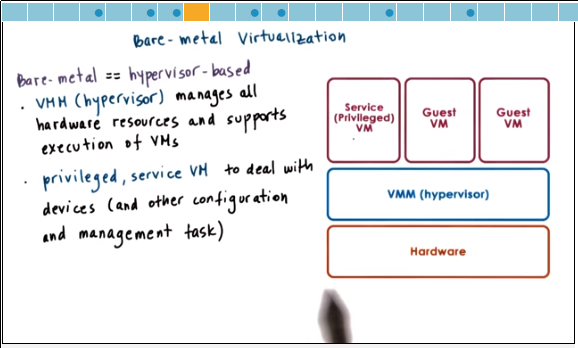 Bare-metal Virtualization
Bare-metal == hypervisor-based
· VMM (hypervisor) manages all
hardware resources and supports
execution of VMs
· privileged, service VM to deal with
devices (and other configuration
and management task)
Service
(Privileged)
VM
Guest
VM
Guest
VM
VMM (hypervisor)
Hardware